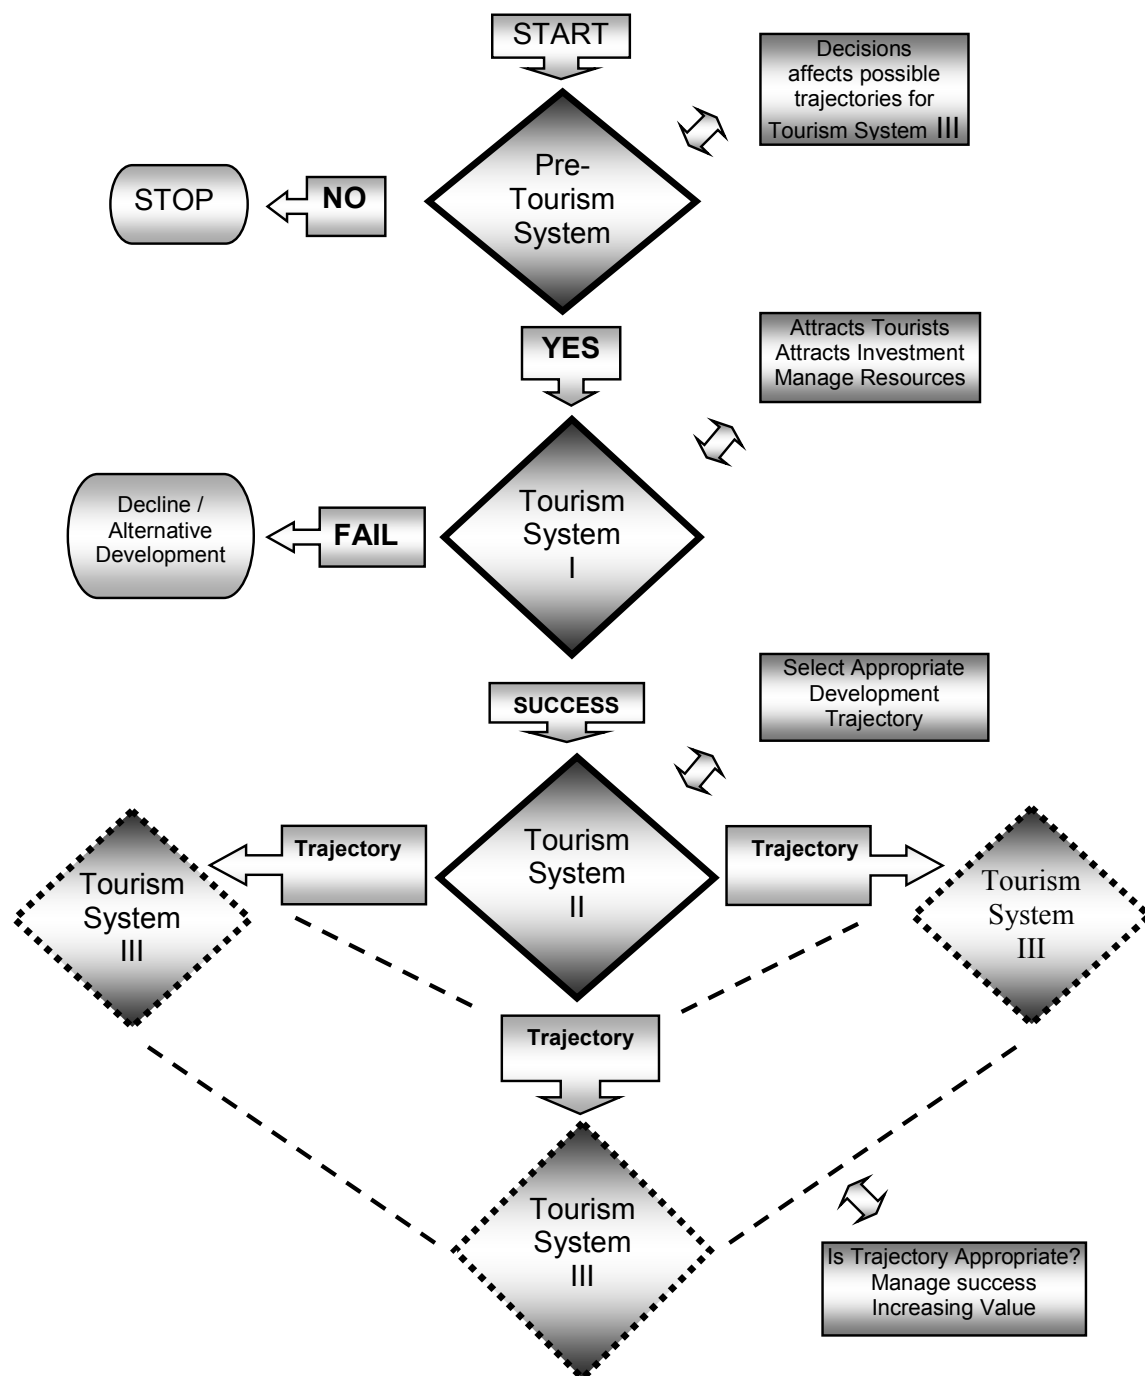 START
Decisions
affects possible
trajectories for
Tourism System III
Pre-
Tourism
System
NO
STOP
YES
Attracts Tourists
Attracts Investment
Manage Resources
Tourism
System
I
FAIL
Decline /
Alternative
Development
SUCCESS
Select Appropriate
Development
Trajectory
Tourism
System
II
Trajectory
Trajectory
Tourism
System
III
Tourism
System
III
Trajectory
Tourism
System
III
Is Trajectory Appropriate?
Manage success
Increasing Value